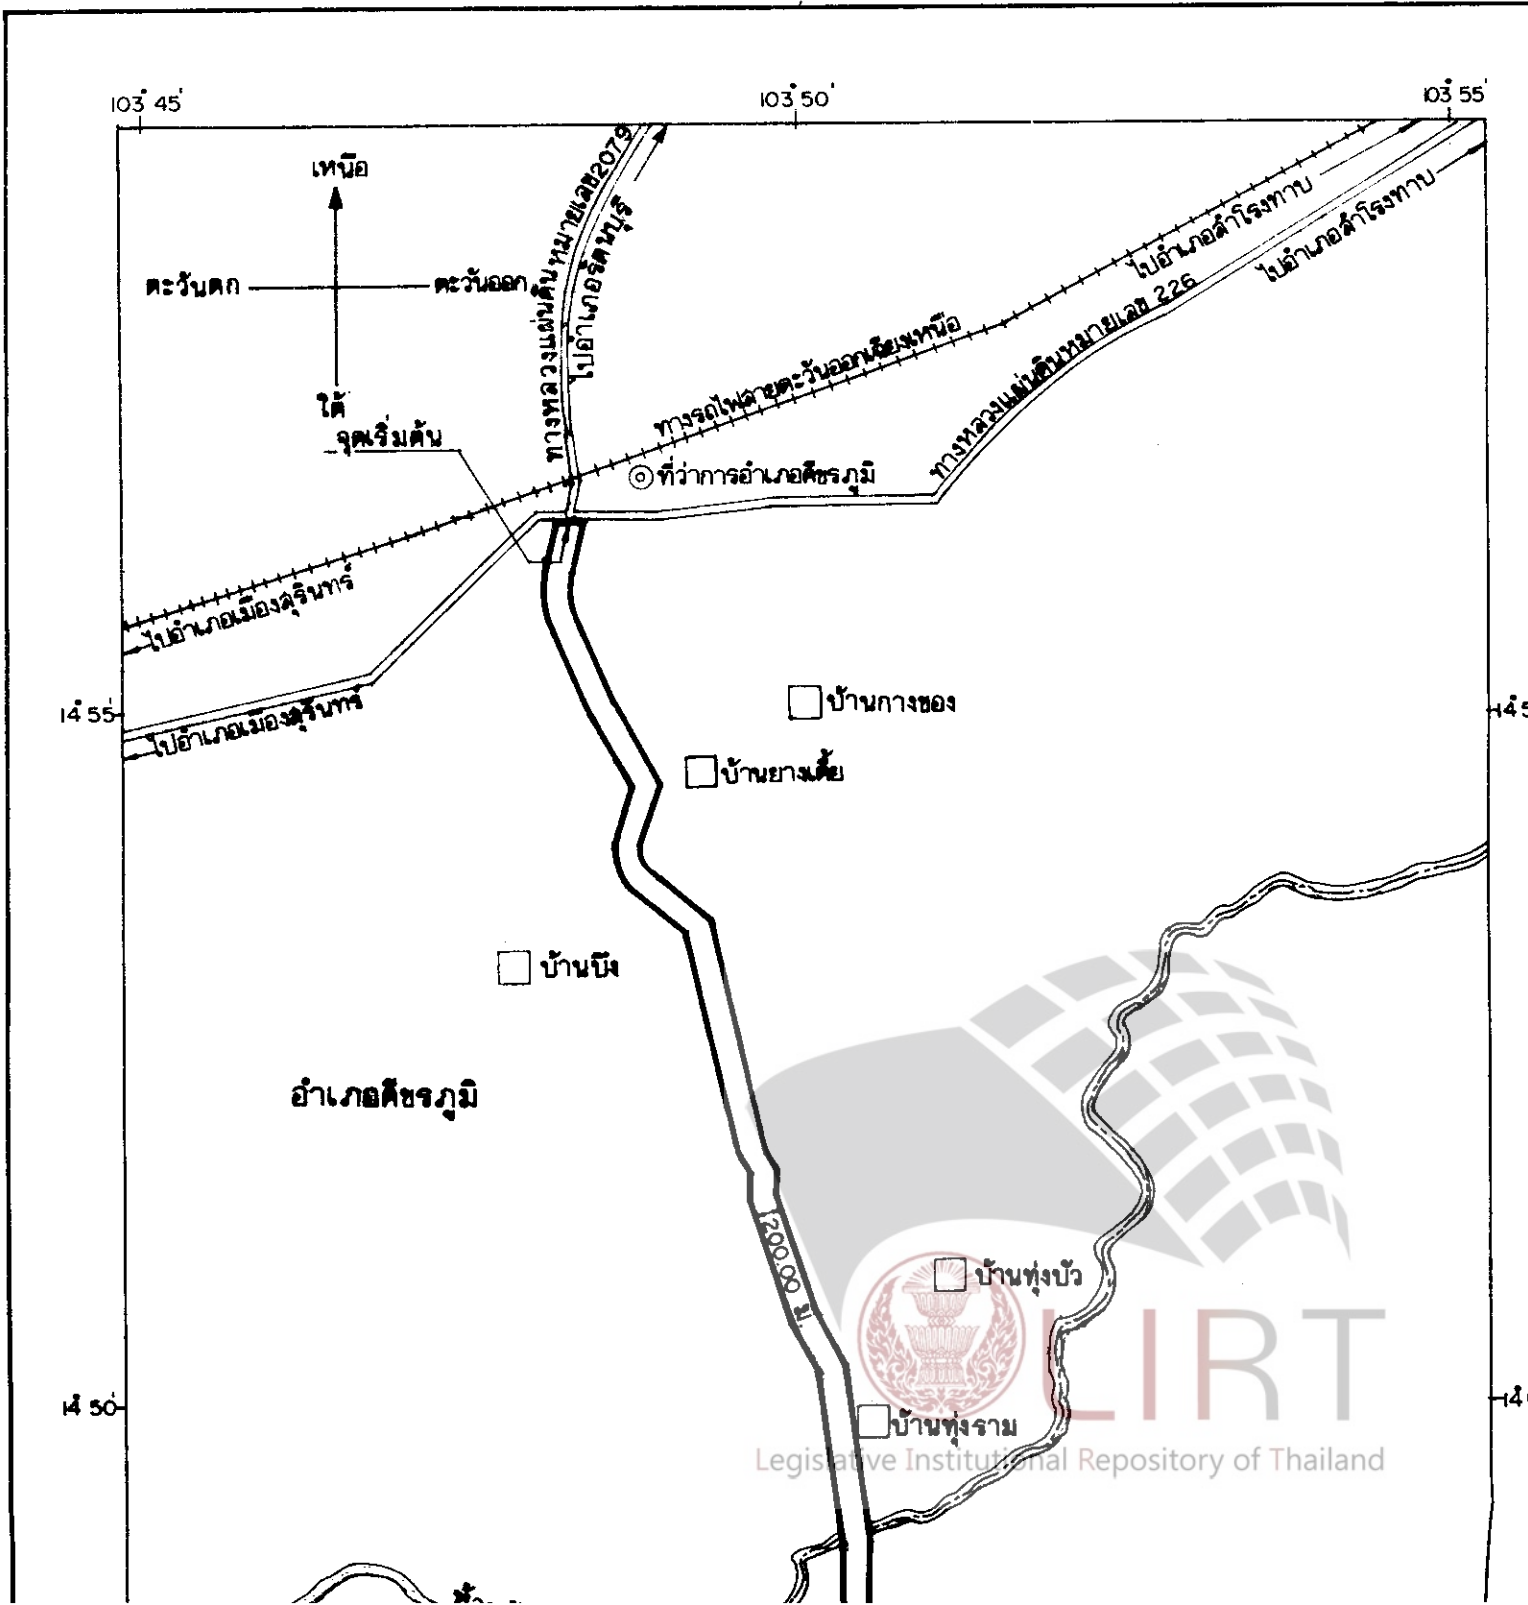 103° 45'
103° 50'
103° 55'
เหนือ
ตะวันตก
ตะวันออก
ใต้
จุดเริ่มต้น
ทางหลวงแผ่นดินหมายเลข2079
ไปอำเภอรัตนบุรี
ไปอำเภอสำโรงทาบ
ไปอำเภอสำโรงทาบ
ทางรถไฟสายตะวันออกเฉียงเหนือ
ทางหลวงแผ่นดินหมายเลข 226
ที่ว่าการอำเภอศีขรภูมิ
ไปอำเภอเมืองสุรินทร์
ไปอำเภอเมืองสุรินทร์
14° 55'
บ้านกางของ
บ้านยางเตี้ย
บ้านบึง
อำเภอศีขรภูมิ
1200.00 ม.
บ้านทุ่งบัว
LIRT
14° 50'
บ้านทุ่งราม
Legislative Institutional Repository of Thailand